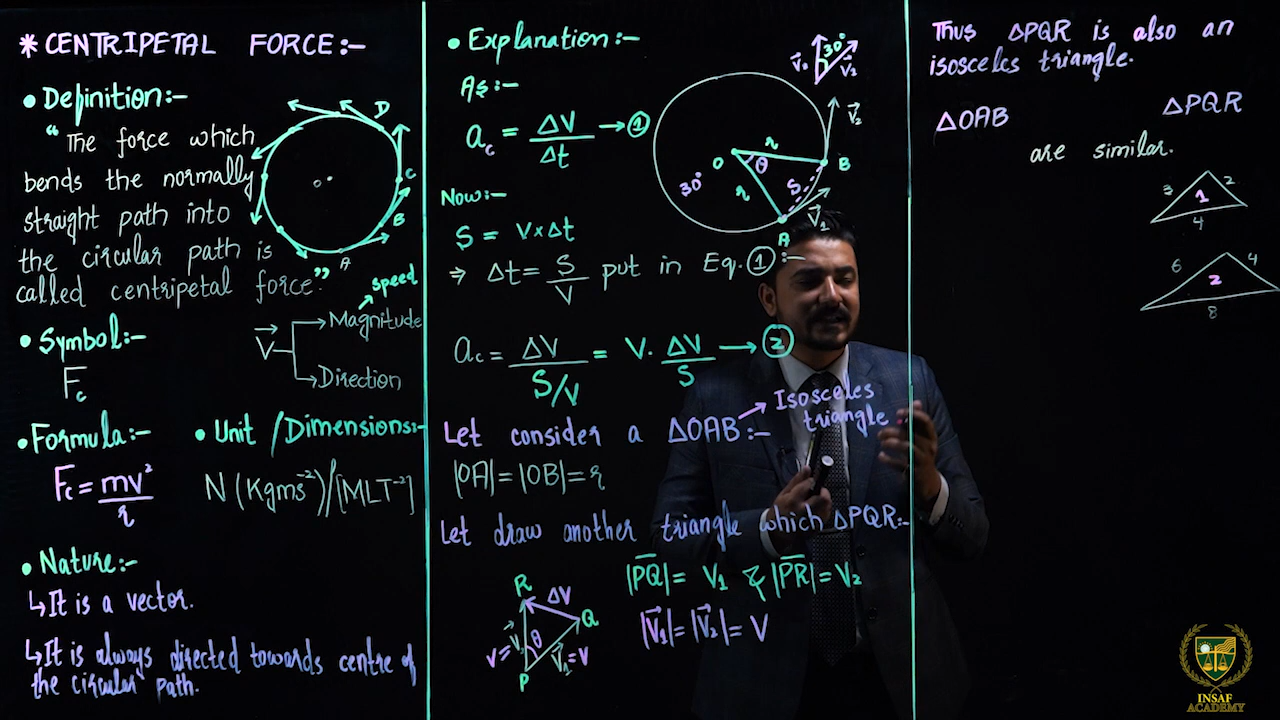 * CENTRIPETAL FORCE:-
• Definition:-
"The force which
bends the normally
straight path into
the circular path is
called centripetal force."
D
C
B
A
O
• Symbol:-
Fc
V
speed
Magnitude
Direction
• Formula:-
Fc = mv²/r
• Unit / Dimensions:-
N (Kgms⁻²)/[MLT⁻²]
• Nature:-
↳ It is a vector.
↳ It is always directed towards centre of
the circular path.
• Explanation:-
As:-
ac = ΔV/Δt → ①
Now:-
S = V×Δt
⇒ Δt = S/V put in Eq. ① :-
ac = ΔV/(S/V) = V. ΔV/S → ②
30°
V₂
30°
V₂
O
r
θ
B
r
S
A
V₁
Let consider a ΔOAB:- → Isosceles
triangle
|OA| = |OB| = r
Let draw another triangle which ΔPQR:-
|PQ| = V₁ & |PR| = V₂
|V₁| = |V₂| = V
R
ΔV
Q
θ
V₁=V
P
Thus ΔPQR is also an
isosceles triangle.
ΔOAB ΔPQR
are similar.
3 2
1
4
6 4
2
8
INSAF
ACADEMY